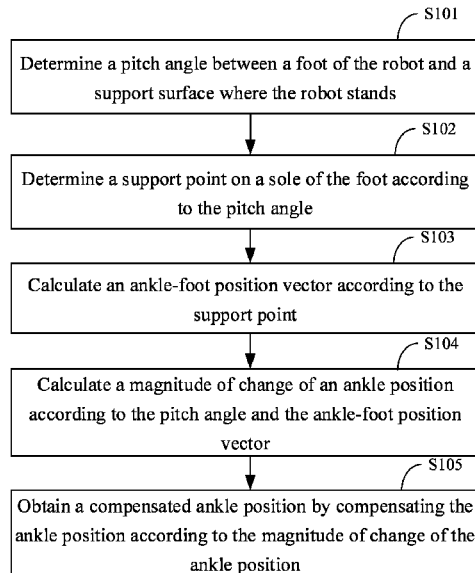 S101
Determine a pitch angle between a foot of the robot and a
support surface where the robot stands
S102
Determine a support point on a sole of the foot according
to the pitch angle
S103
Calculate an ankle-foot position vector according to the
support point
S104
Calculate a magnitude of change of an ankle position
according to the pitch angle and the ankle-foot position
vector
S105
Obtain a compensated ankle position by compensating the
ankle position according to the magnitude of change of the
ankle position